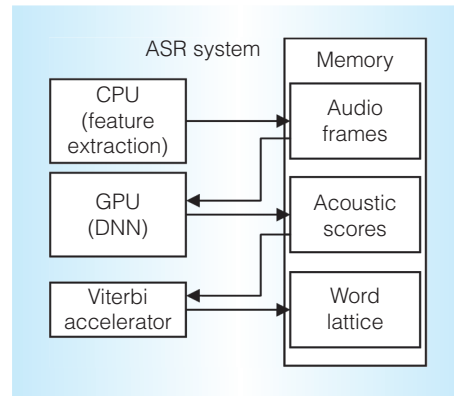 ASR system
Memory
CPU
(feature
extraction)
Audio
frames
GPU
(DNN)
Acoustic
scores
Viterbi
accelerator
Word
lattice